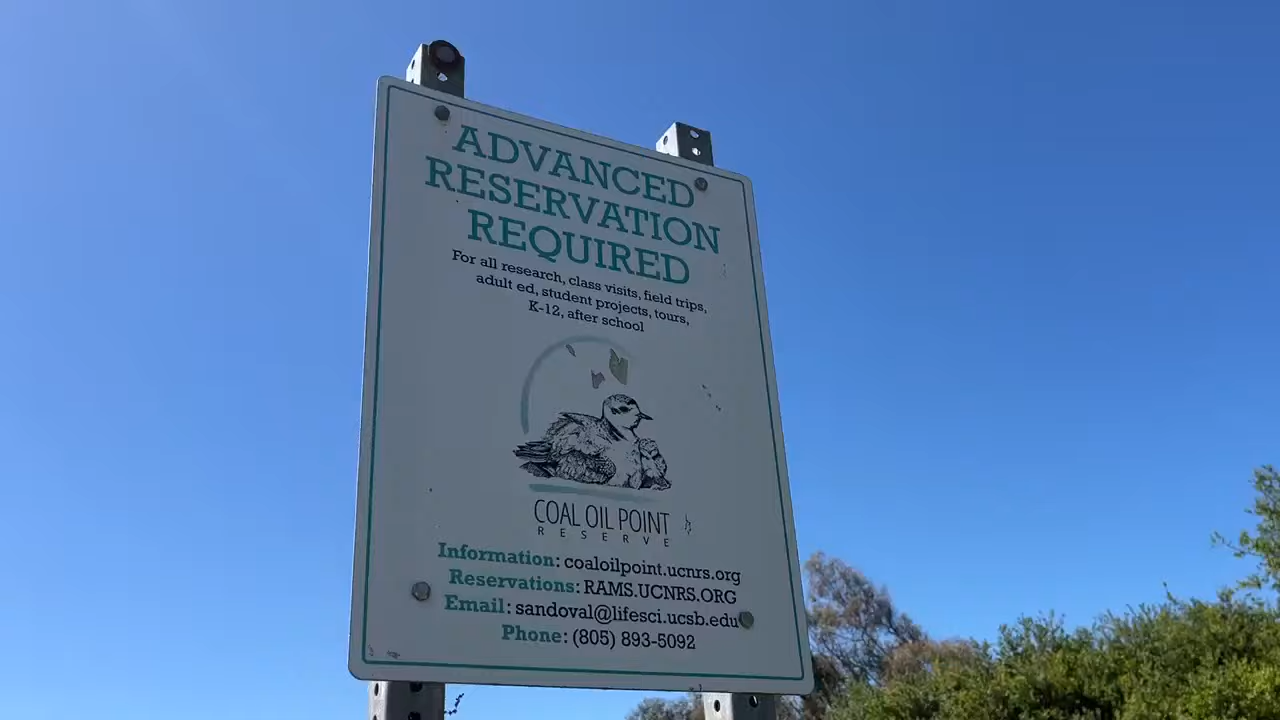 ADVANCED
RESERVATION
REQUIRED
For all research, class visits, field trips,
adult ed, student projects, tours,
K-12, after school
COAL OIL POINT
RESERVE
Information: coaloilpoint.ucnrs.org
Reservations: RAMS.UCNRS.ORG
Email: sandoval@lifesci.ucsb.edu
Phone: (805) 893-5092